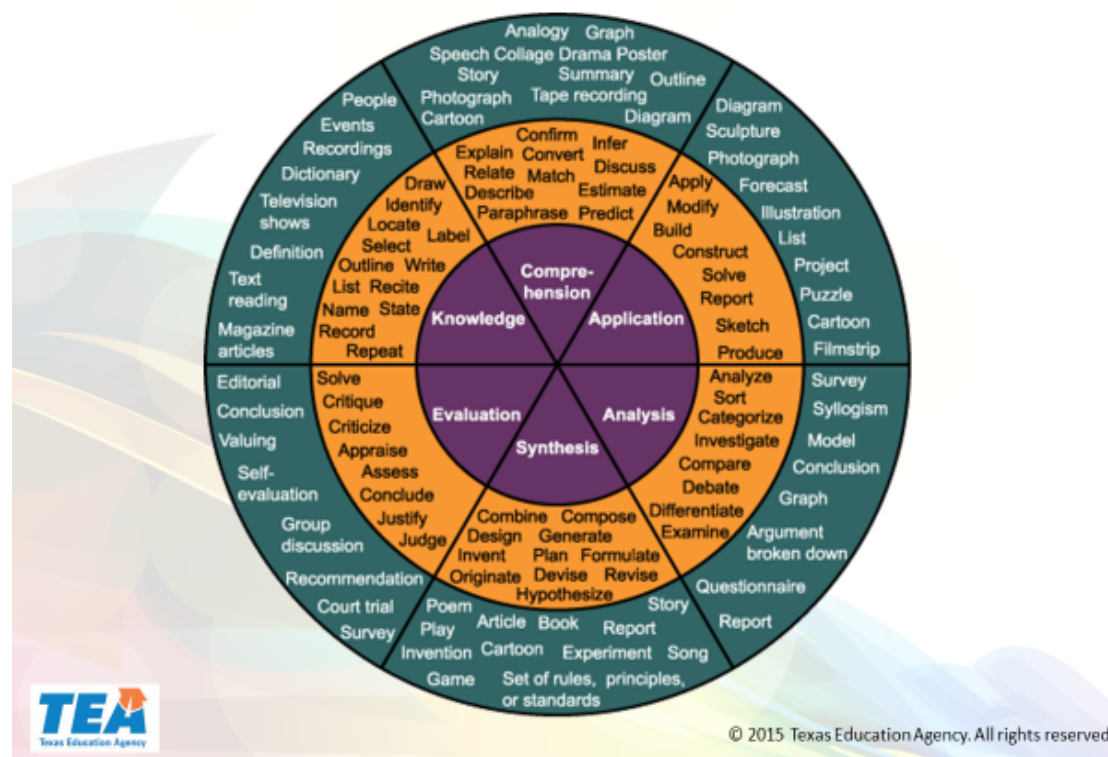 Analogy Graph
Speech Collage Drama Poster
Story Summary Outline
Photograph Tape recording
Cartoon Diagram
Confirm Infer
Explain Convert
Relate Match Discuss
Describe Estimate
Paraphrase Predict
Compre-
hension
People
Events
Recordings
Dictionary
Television
shows
Definition
Text
reading
Magazine
articles
Draw
Identify
Locate
Label
Select
Outline Write
List Recite
Name State
Record
Repeat
Knowledge
Application
Apply
Modify
Build
Construct
Solve
Report
Sketch
Produce
Diagram
Sculpture
Photograph
Forecast
Illustration
List
Project
Puzzle
Cartoon
Filmstrip
Editorial
Conclusion
Valuing
Self-
evaluation
Group
discussion
Recommendation
Court trial
Survey
Solve
Critique
Criticize
Appraise
Assess
Conclude
Justify
Judge
Evaluation
Analysis
Analyze
Sort
Categorize
Investigate
Compare
Debate
Differentiate
Examine
Survey
Syllogism
Model
Conclusion
Graph
Argument
broken down
Questionnaire
Report
Synthesis
Combine Compose
Design Generate
Invent Plan Formulate
Originate Devise Revise
Hypothesize
Poem Story
Play Article Book Report
Invention Cartoon Experiment Song
Game Set of rules, principles,
or standards
TEA
Texas Education Agency
© 2015 Texas Education Agency. All rights reserved